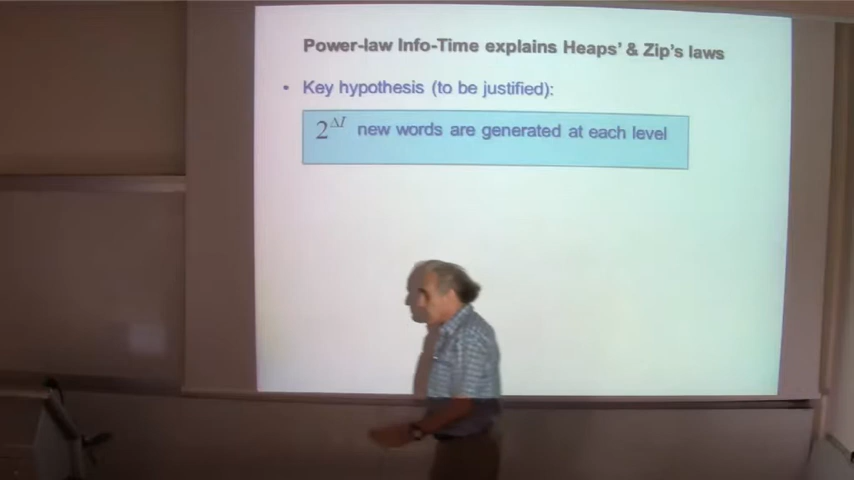 Power-law Info-Time explains Heaps' & Zip's laws
• Key hypothesis (to be justified):
2^ΔI new words are generated at each level